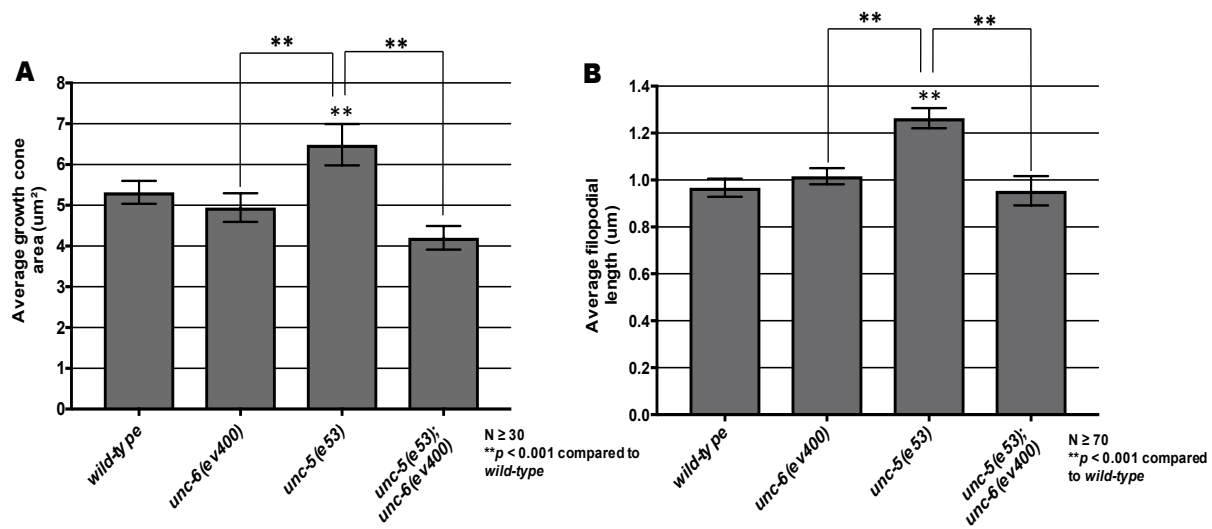 A
** **
**
Average growth cone
area (um²)
8
7
6
5
4
3
2
1
0
wild-type
unc-6(ev400)
unc-5(e53)
unc-5(e53);
unc-6(ev400)
N ≥ 30
**p < 0.001 compared to
wild-type
B
** **
**
Average filopodial
length (um)
1.4
1.2
1.0
0.8
0.6
0.4
0.2
0.0
wild-type
unc-6(ev400)
unc-5(e53)
unc-5(e53);
unc-6(ev400)
N ≥ 70
**p < 0.001 compared
to wild-type